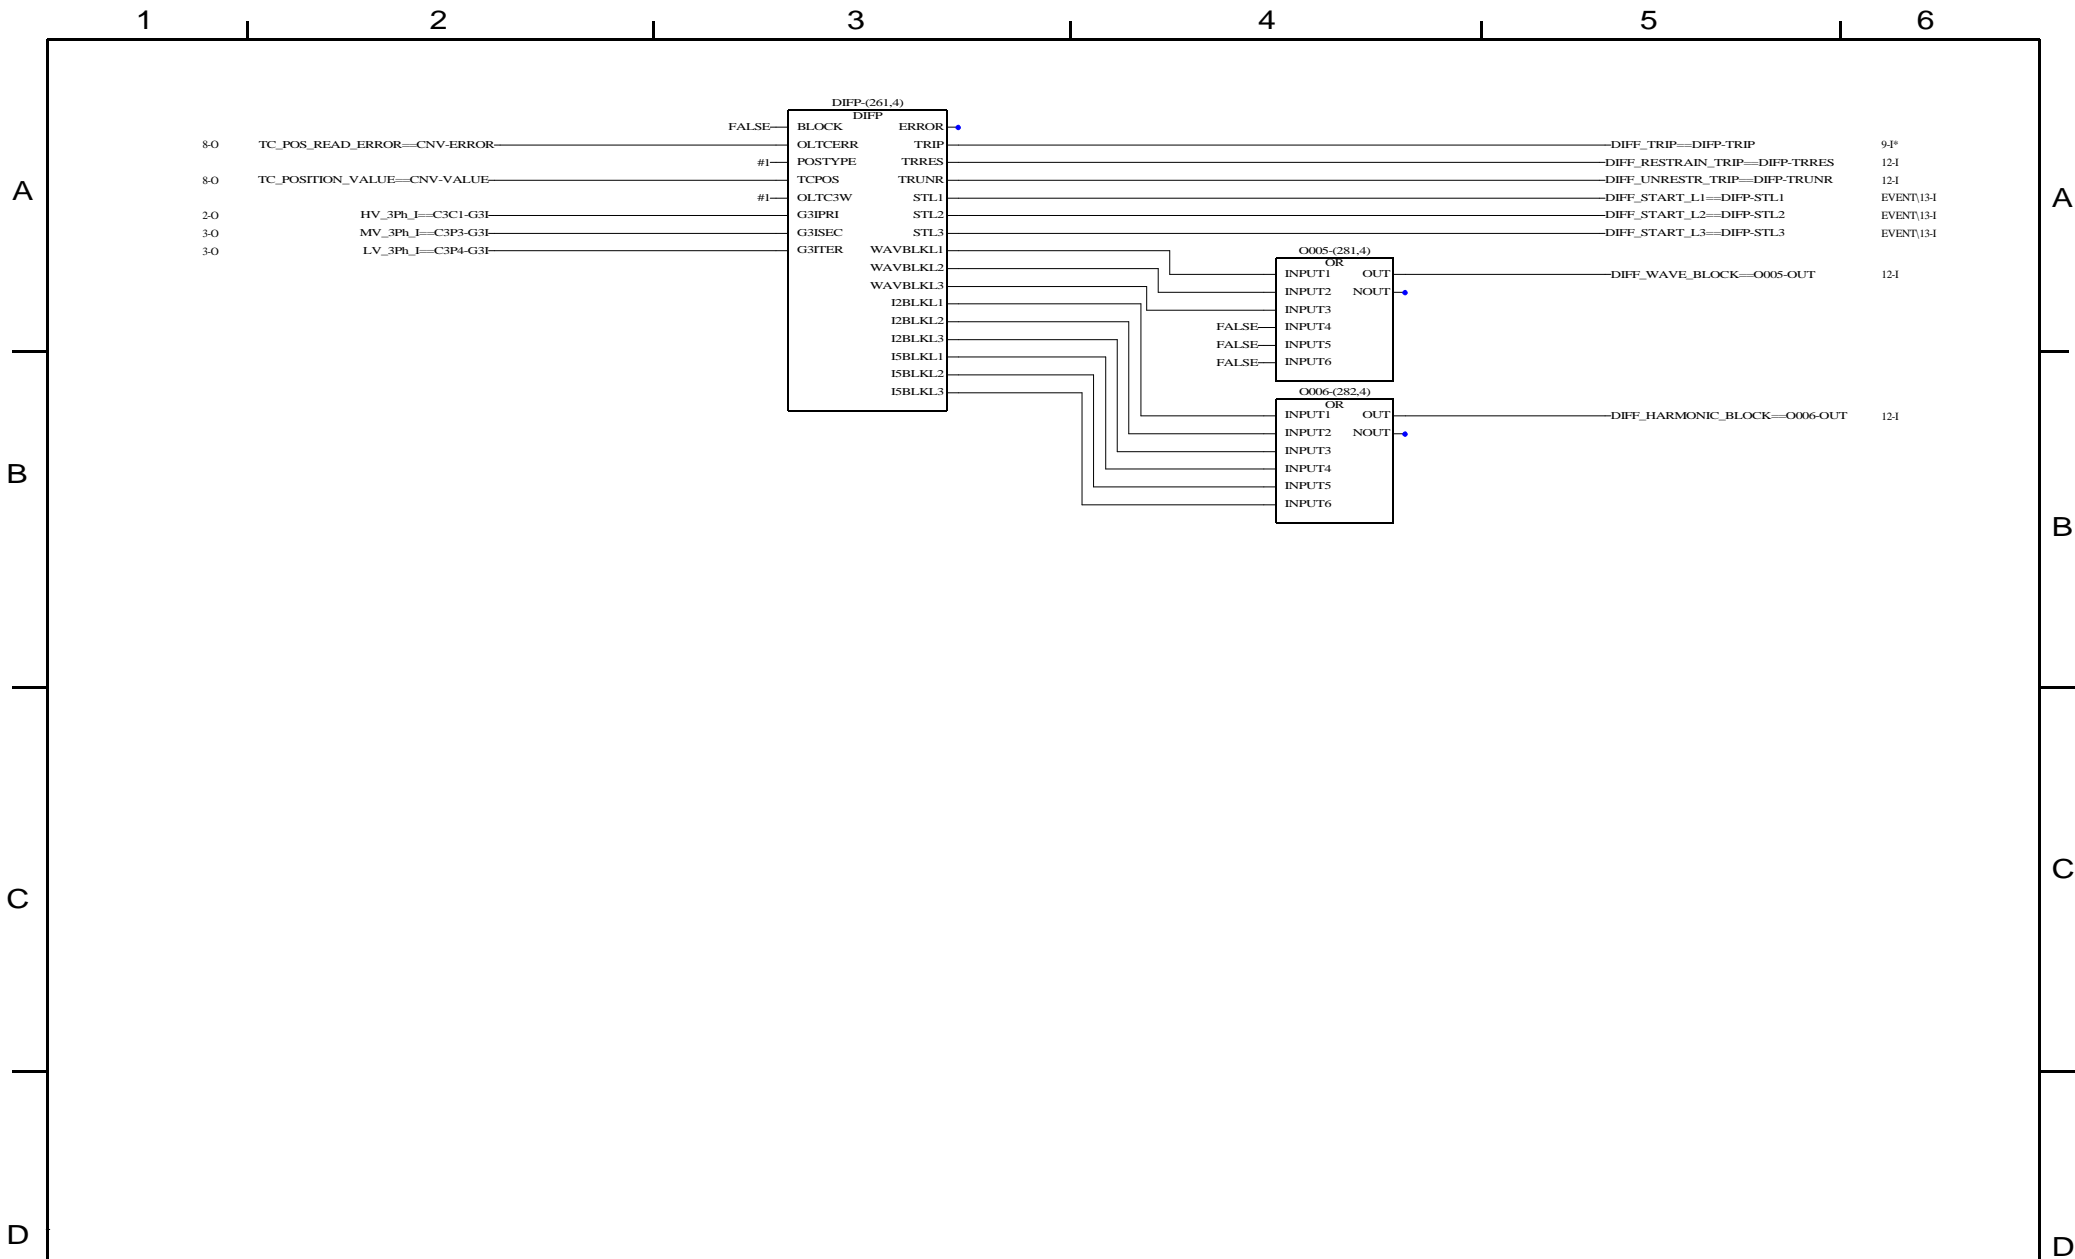 1 2 3 4 5 6
DIFP-(261,4)
DIFP
FALSE BLOCK ERROR
8-O TC_POS_READ_ERROR==CNV-ERROR OLTCERR TRIP DIFF_TRIP==DIFP-TRIP 9-I*
#1 POSTYPE TRRES DIFF_RESTRAIN_TRIP==DIFP-TRRES 12-I
8-O TC_POSITION_VALUE==CNV-VALUE TCPOS TRUNR DIFF_UNRESTR_TRIP==DIFP-TRUNR 12-I
A A
#1 OLTC3W STL1 DIFF_START_L1==DIFP-STL1 EVENT\13-I
2-O HV_3Ph_I==C3C1-G3I G3IPRI STL2 DIFF_START_L2==DIFP-STL2 EVENT\13-I
3-O MV_3Ph_I==C3P3-G3I G3ISEC STL3 DIFF_START_L3==DIFP-STL3 EVENT\13-I
3-O LV_3Ph_I==C3P4-G3I G3ITER WAVBLKL1 O005-(281,4)
OR
WAVBLKL2 INPUT1 OUT DIFF_WAVE_BLOCK==O005-OUT 12-I
WAVBLKL3 INPUT2 NOUT
I2BLKL1 INPUT3
I2BLKL2 FALSE INPUT4
I2BLKL3 FALSE INPUT5
I5BLKL1 FALSE INPUT6
I5BLKL2
I5BLKL3 O006-(282,4)
OR
INPUT1 OUT DIFF_HARMONIC_BLOCK==O006-OUT 12-I
INPUT2 NOUT
INPUT3
INPUT4
B
INPUT5
INPUT6
B
C
C
D
D